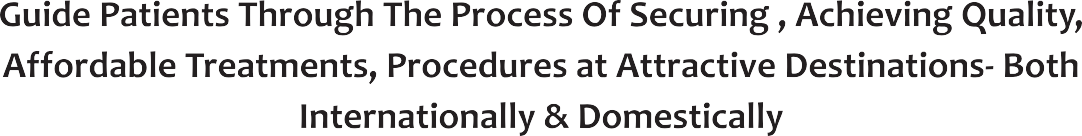 Guide Patients Through The Process Of Securing , Achieving Quality,
Affordable Treatments, Procedures at Attractive Destinations- Both
Internationally & Domestically